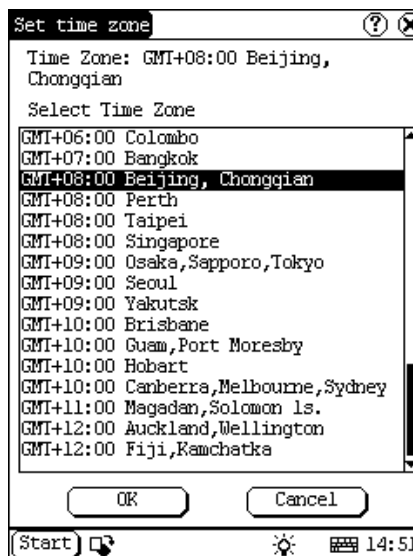 Set time zone ?
Time Zone: GMT+08:00 Beijing,
Chongqian
Select Time Zone
GMT+06:00 Colombo
GMT+07:00 Bangkok
GMT+08:00 Beijing, Chongqian
GMT+08:00 Perth
GMT+08:00 Taipei
GMT+08:00 Singapore
GMT+09:00 Osaka,Sapporo,Tokyo
GMT+09:00 Seoul
GMT+09:00 Yakutsk
GMT+10:00 Brisbane
GMT+10:00 Guam,Port Moresby
GMT+10:00 Hobart
GMT+10:00 Canberra,Melbourne,Sydney
GMT+11:00 Magadan,Solomon ls.
GMT+12:00 Auckland,Wellington
GMT+12:00 Fiji,Kamchatka
OK Cancel
Start 14:51